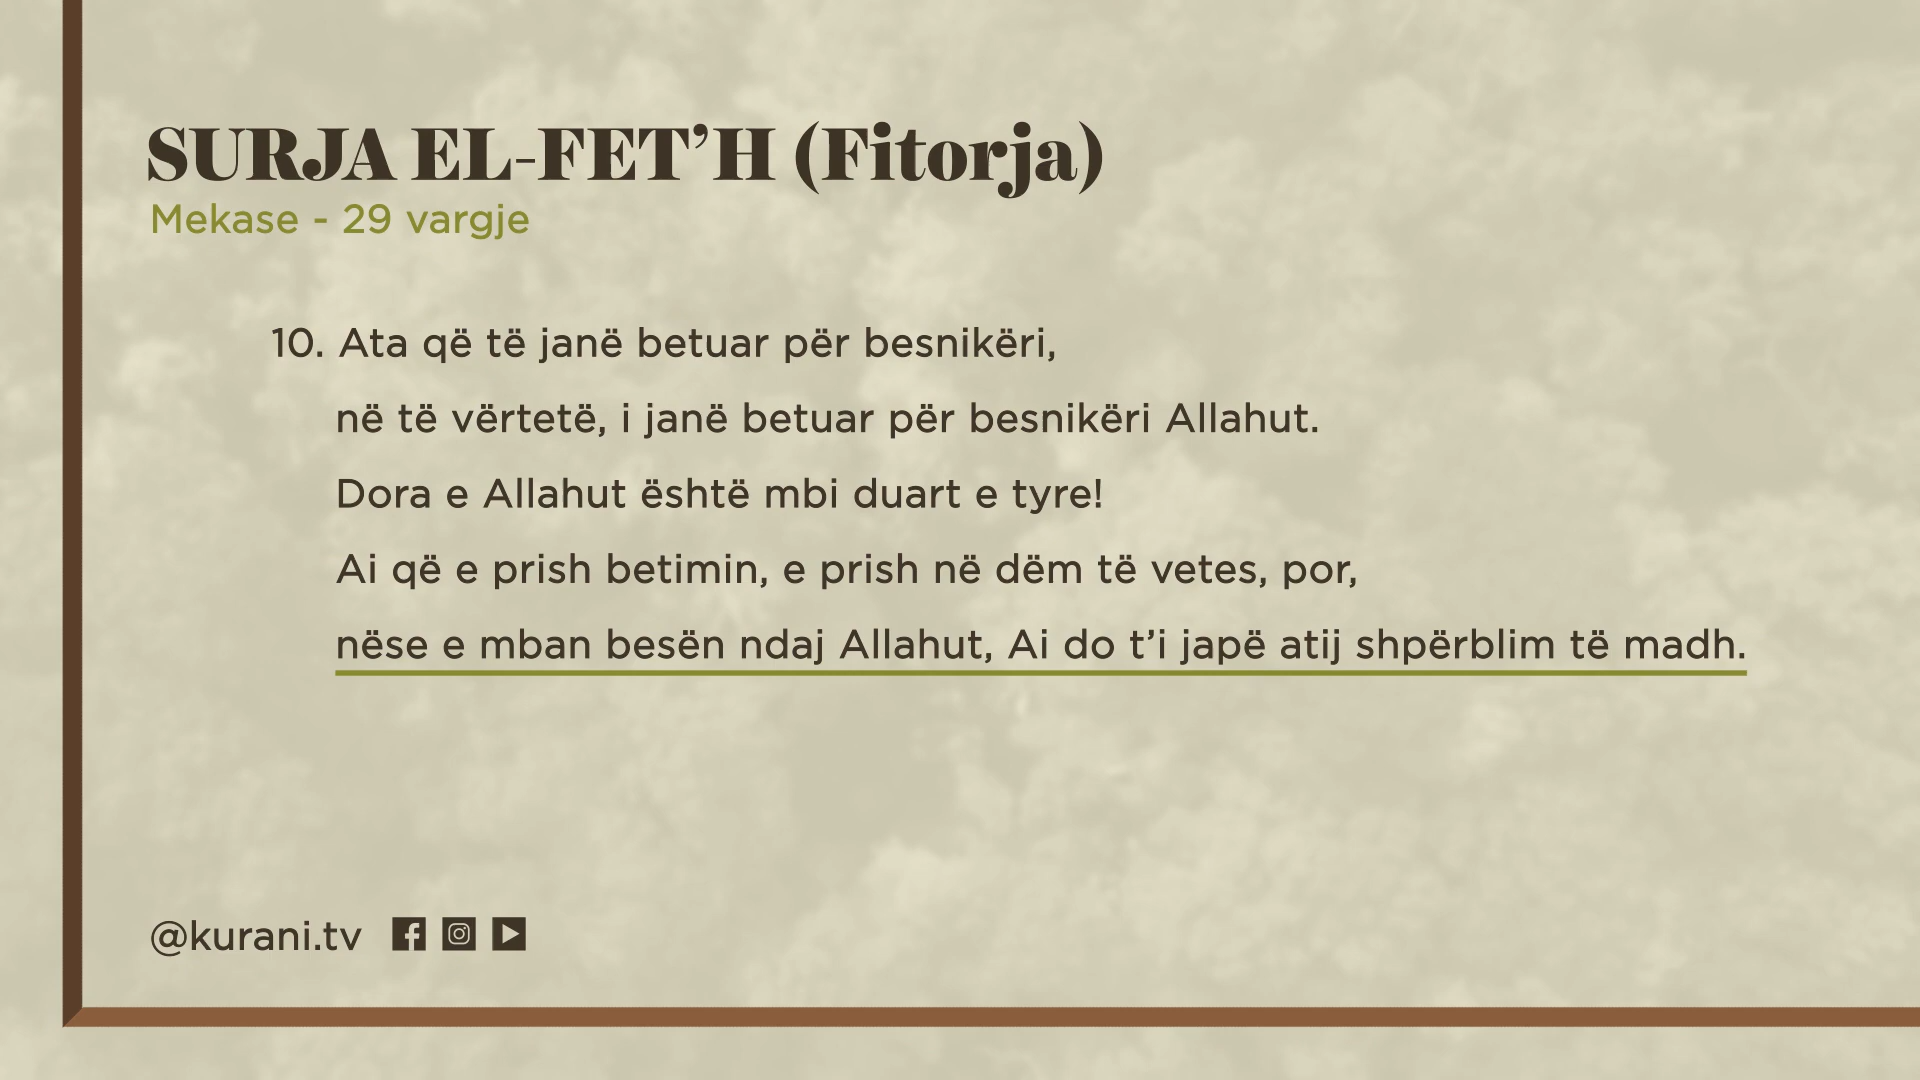 SURJA EL-FET’H (Fitorja)
Mekase - 29 vargje
10. Ata që të janë betuar për besnikëri,
në të vërtetë, i janë betuar për besnikëri Allahut.
Dora e Allahut është mbi duart e tyre!
Ai që e prish betimin, e prish në dëm të vetes, por,
nëse e mban besën ndaj Allahut, Ai do t’i japë atij shpërblim të madh.
@kurani.tv